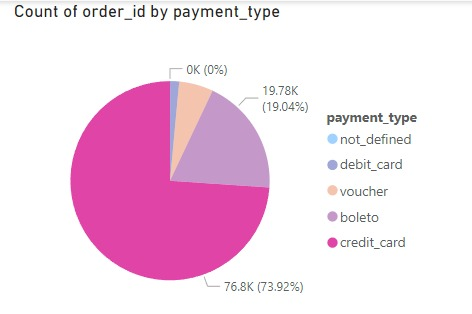 Count of order_id by payment_type
0K (0%)
19.78K
(19.04%)
payment_type
not_defined
debit_card
voucher
boleto
credit_card
76.8K (73.92%)